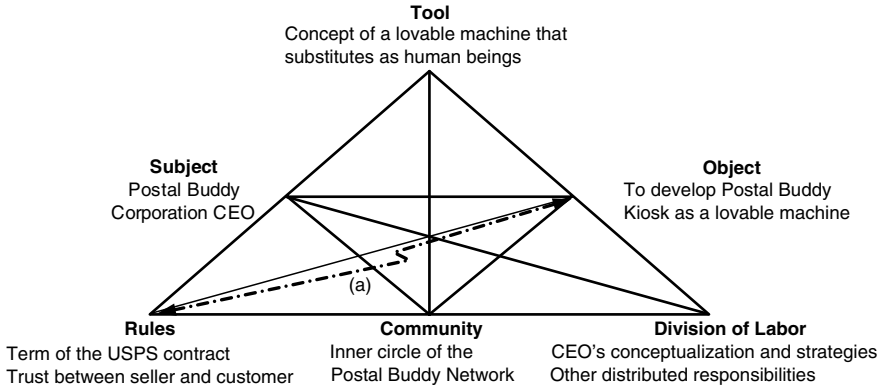 Tool
Concept of a lovable machine that
substitutes as human beings
Subject
Postal Buddy
Corporation CEO
Object
To develop Postal Buddy
Kiosk as a lovable machine
(a)
Rules
Term of the USPS contract
Trust between seller and customer
Community
Inner circle of the
Postal Buddy Network
Division of Labor
CEO's conceptualization and strategies
Other distributed responsibilities